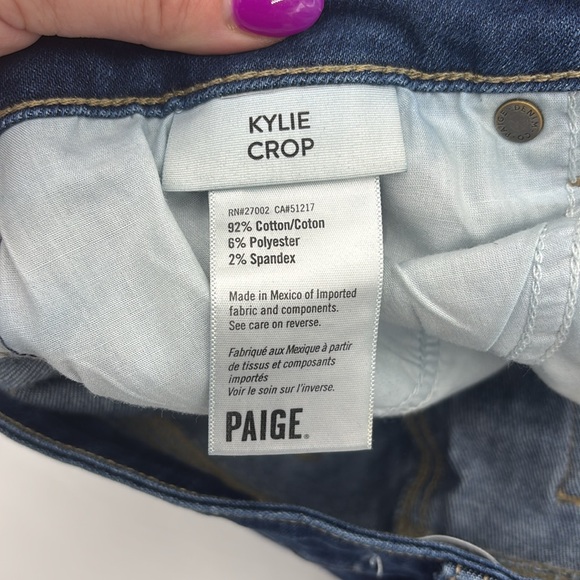 KYLIE
CROP
RN#27002 CA#51217
92% Cotton/Coton
6% Polyester
2% Spandex
Made in Mexico of Imported
fabric and components.
See care on reverse.
Fabriqué aux Mexique à partir
de tissus et composants
importés
Voir le soin sur l'inverse.
PAIGE®